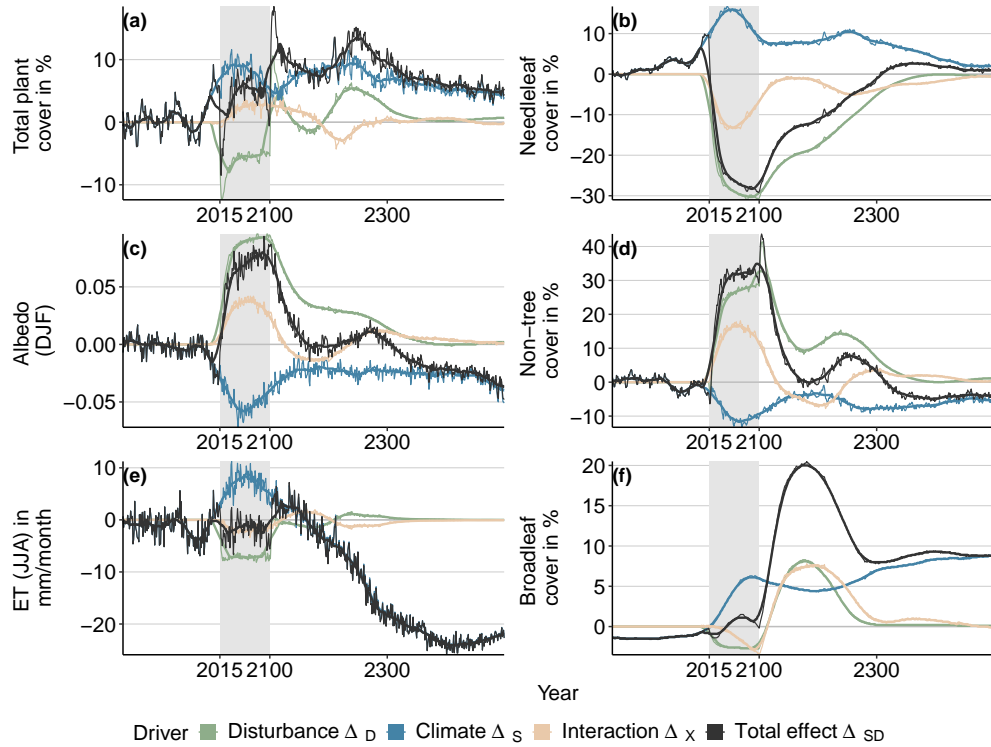 (a)
Total plant
cover in %
10
0
−10
2015 2100 2300
(b)
Needleleaf
cover in %
10
0
−10
−20
−30
2015 2100 2300
(c)
Albedo
(DJF)
0.05
0.00
−0.05
2015 2100 2300
(d)
Non−tree
cover in %
40
30
20
10
0
−10
2015 2100 2300
(e)
ET (JJA) in
mm/month
10
0
−10
−20
2015 2100 2300
(f)
Broadleaf
cover in %
20
15
10
5
0
2015 2100 2300
Year
Driver Disturbance Δ D Climate Δ S Interaction Δ X Total effect Δ SD